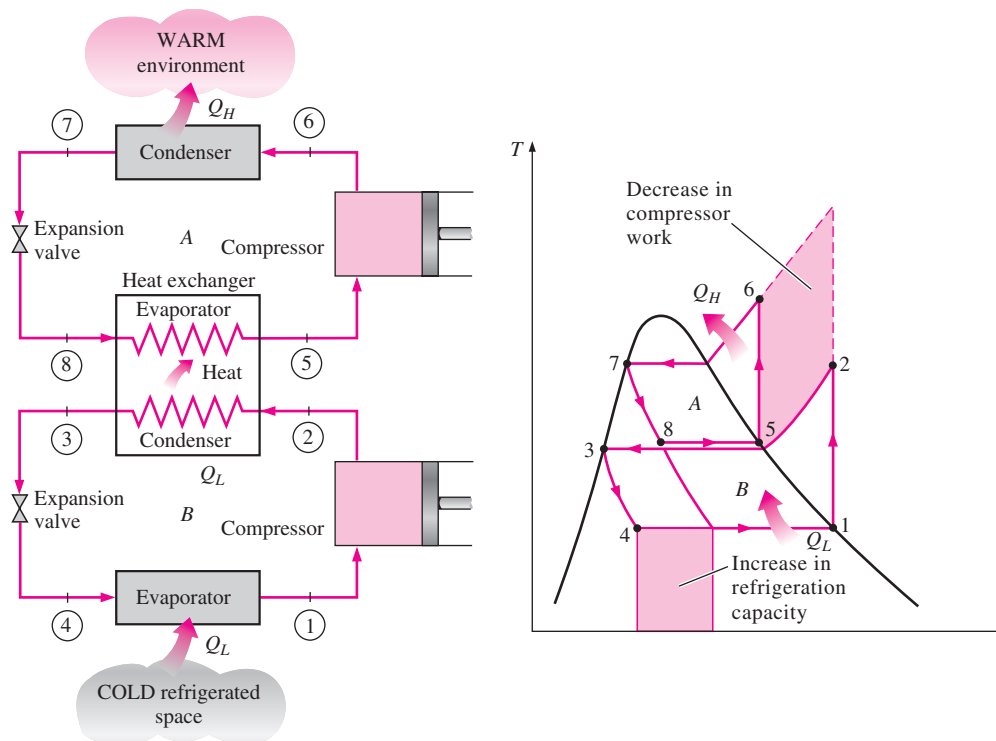 WARM
environment
Q_H
7
6
Condenser
Expansion
valve
A
Compressor
Heat exchanger
Evaporator
8
5
Heat
3
2
Condenser
Q_L
Expansion
valve
B
Compressor
Evaporator
4
1
Q_L
COLD refrigerated
space
T
Decrease in
compressor
work
Q_H
6
7
2
A
8
5
3
B
4
1
Q_L
Increase in
refrigeration
capacity